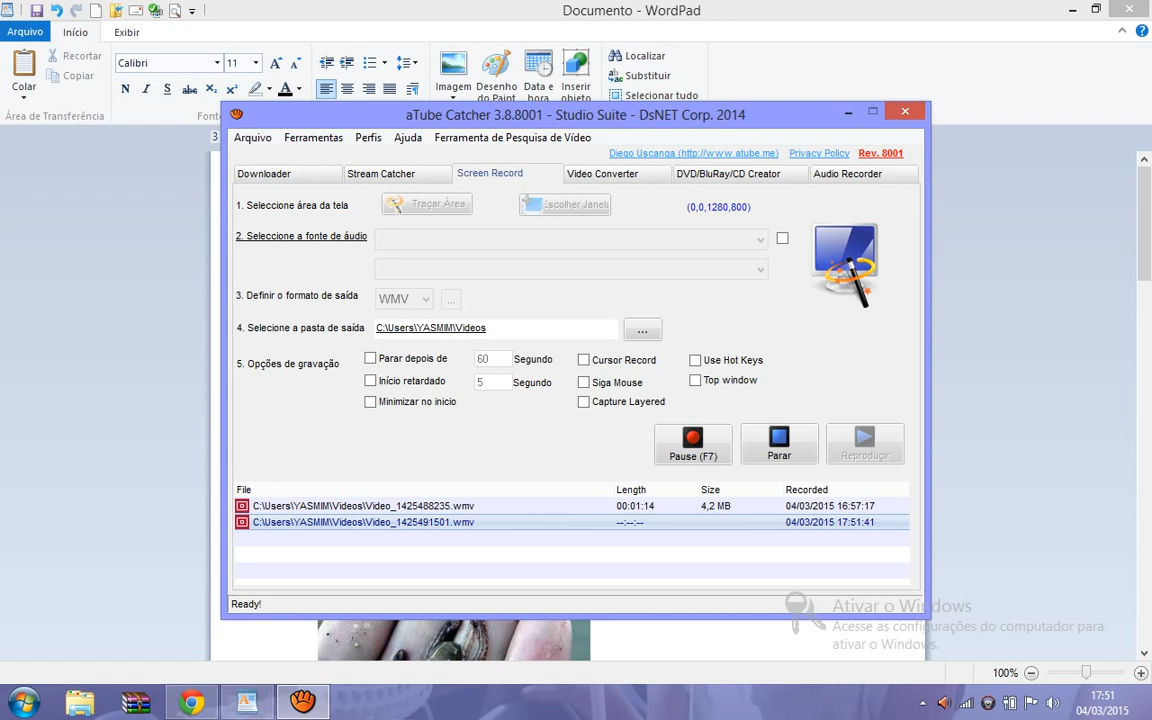 Documento - WordPad
Arquivo Início Exibir
Colar
Recortar
Copiar
Área de Transferência
Calibri 11
N I S abc X₂ X² A
Imagem
Desenho do Paint
Data e hora
Inserir objeto
Localizar
Substituir
Selecionar tudo
Font
3
aTube Catcher 3.8.8001 - Studio Suite - DsNET Corp. 2014
Arquivo Ferramentas Perfis Ajuda Ferramenta de Pesquisa de Vídeo
Diego Uscanga (http://www.atube.me) Privacy Policy Rev. 8001
Downloader Stream Catcher Screen Record Video Converter DVD/BluRay/CD Creator Audio Recorder
1. Seleccione área da tela Traçar Área Escolher Janela (0,0,1280,800)
2. Seleccione a fonte de áudio
3. Definir o formato de saída WMV ...
4. Selecione a pasta de saída C:\Users\YASMIM\Videos ...
5. Opções de gravação
Parar depois de 60 Segundo Cursor Record Use Hot Keys
Início retardado 5 Segundo Siga Mouse Top window
Minimizar no inicio Capture Layered
Pause (F7) Parar Reproduçir
File Length Size Recorded
C:\Users\YASMIM\Videos\Video_1425488235.wmv 00:01:14 4,2 MB 04/03/2015 16:57:17
C:\Users\YASMIM\Videos\Video_1425491501.wmv --:--:-- 04/03/2015 17:51:41
Ready!
Ativar o Windows
Acesse as configurações do computador para
ativar o Windows.
100%
17:51
04/03/2015